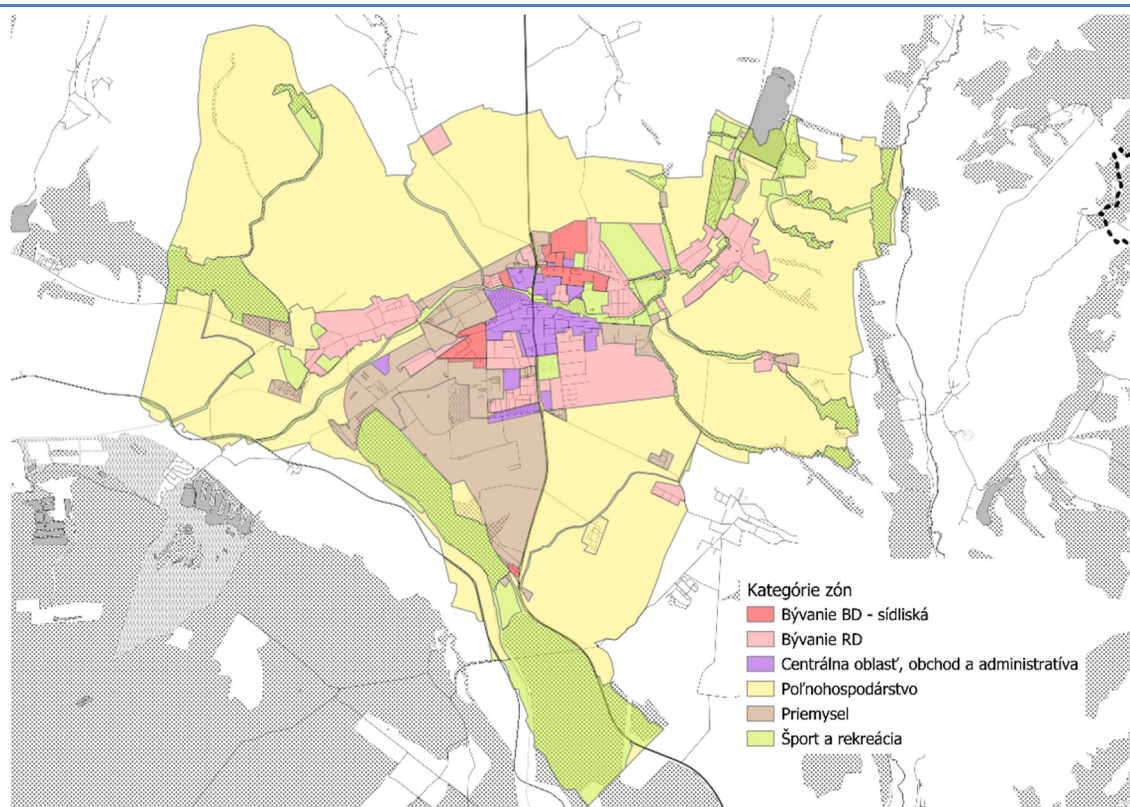 Kategórie zón
Bývanie BD - sídliská
Bývanie RD
Centrálna oblasť, obchod a administratíva
Poľnohospodárstvo
Priemysel
Šport a rekreácia